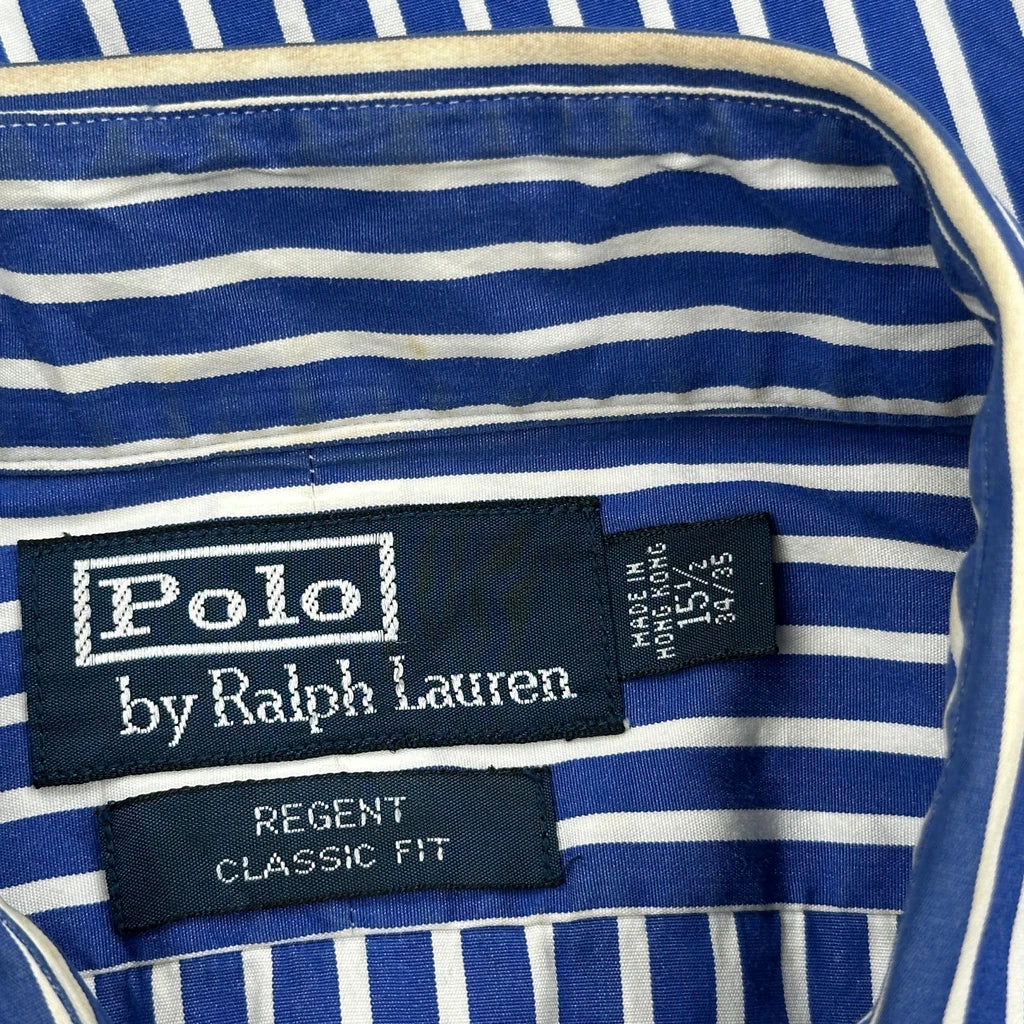 Polo
by Ralph Lauren
MADE IN
HONG KONG
15 1/2
34/35
REGENT
CLASSIC FIT